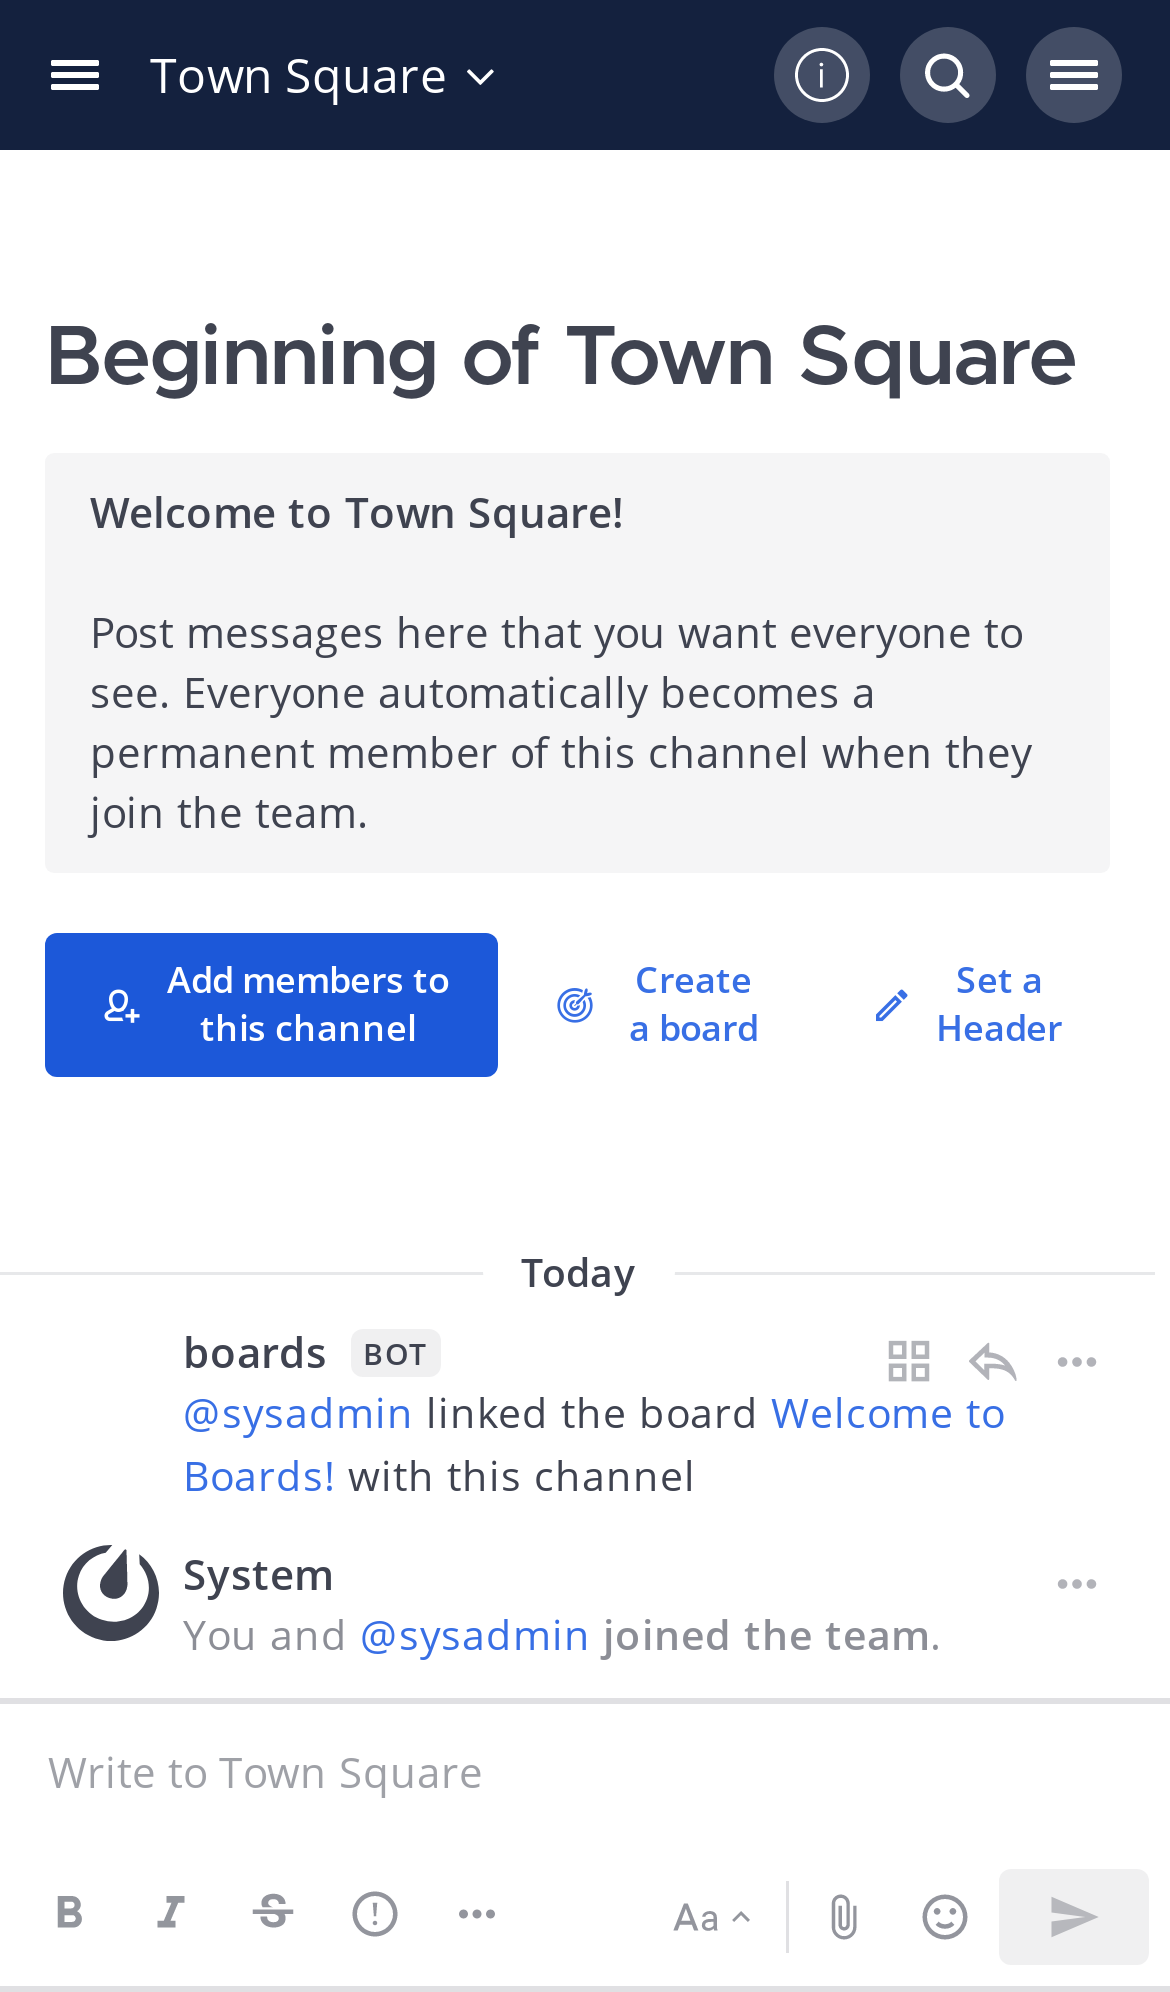 Town Square
Beginning of Town Square
Welcome to Town Square!
Post messages here that you want everyone to
see. Everyone automatically becomes a
permanent member of this channel when they
join the team.
Add members to
this channel
Create
a board
Set a
Header
Today
boards BOT
@sysadmin linked the board Welcome to
Boards! with this channel
System
You and @sysadmin joined the team.
Write to Town Square
B I S Aa